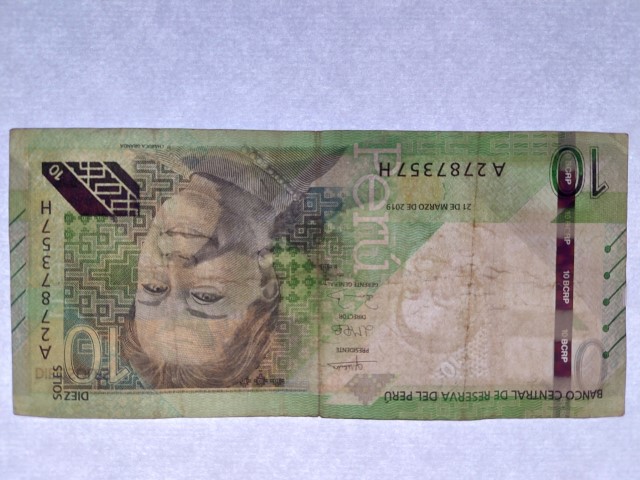 BANCO CENTRAL DE RESERVA DEL PERÚ
DIEZ SOLES
10
10 BCRP
10 BCRP
BCRP
BCRP
PRESIDENTE
DIRECTOR
GERENTE GENERAL
Perú
21 DE MARZO DE 2019
10
A2787357H
A2787357H
CHABUCA GRANDA
10